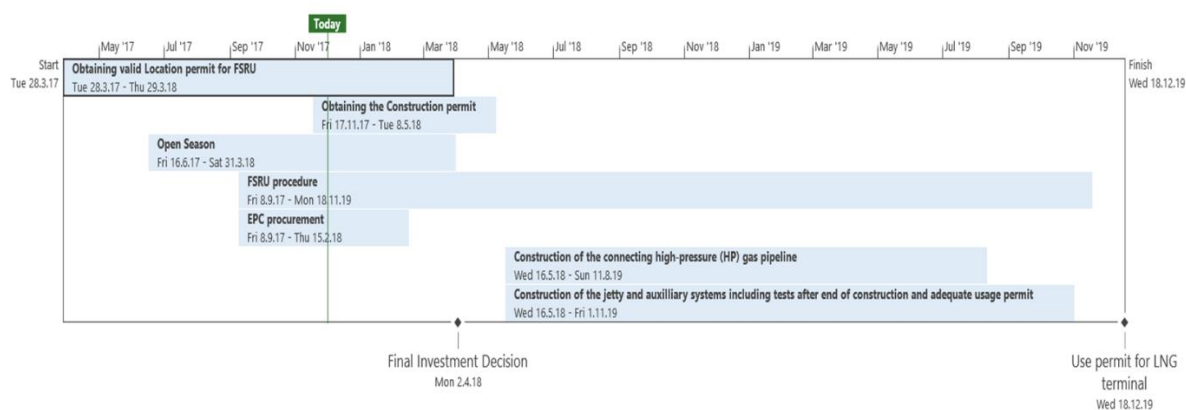 Today
May '17 Jul '17 Sep '17 Nov '17 Jan '18 Mar '18 May '18 Jul '18 Sep '18 Nov '18 Jan '19 Mar '19 May '19 Jul '19 Sep '19 Nov '19
Start
Tue 28.3.17
Finish
Wed 18.12.19
Obtaining valid Location permit for FSRU
Tue 28.3.17 - Thu 29.3.18
Obtaining the Construction permit
Fri 17.11.17 - Tue 8.5.18
Open Season
Fri 16.6.17 - Sat 31.3.18
FSRU procedure
Fri 8.9.17 - Mon 18.11.19
EPC procurement
Fri 8.9.17 - Thu 15.2.18
Construction of the connecting high-pressure (HP) gas pipeline
Wed 16.5.18 - Sun 11.8.19
Construction of the jetty and auxilliary systems including tests after end of construction and adequate usage permit
Wed 16.5.18 - Fri 1.11.19
Final Investment Decision
Mon 2.4.18
Use permit for LNG
terminal
Wed 18.12.19